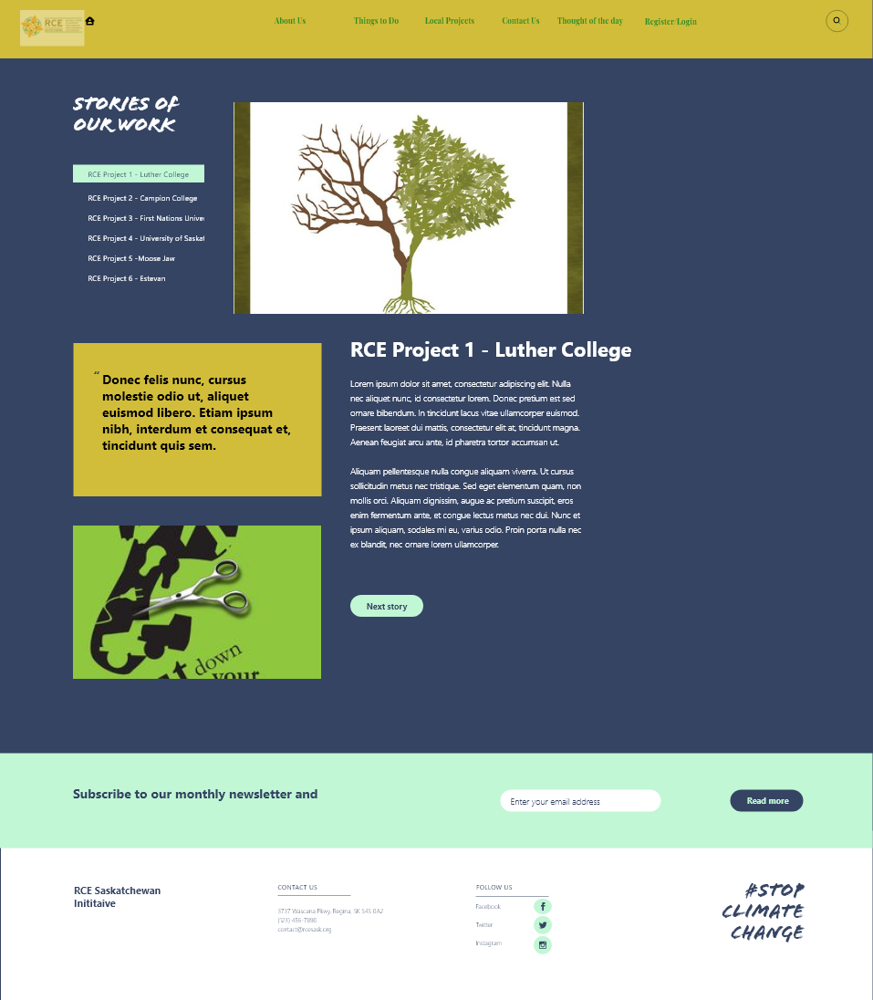 RCE
About Us
Things to Do
Local Projects
Contact Us
Thought of the day
Register/Login
STORIES OF
OUR WORK
RCE Project 1 - Luther College
RCE Project 2 - Campion College
RCE Project 3 - First Nations Univer
RCE Project 4 - University of Saskat
RCE Project 5 -Moose Jaw
RCE Project 6 - Estevan
“ Donec felis nunc, cursus
molestie odio ut, aliquet
euismod libero. Etiam ipsum
nibh, interdum et consequat et,
tincidunt quis sem.
down
your
RCE Project 1 - Luther College
Lorem ipsum dolor sit amet, consectetur adipiscing elit. Nulla
nec aliquet nunc, id consectetur lorem. Donec pretium est sed
ornare bibendum. In tincidunt lacus vitae ullamcorper euismod.
Praesent laoreet dui mattis, consectetur elit at, tincidunt magna.
Aenean feugiat arcu ante, id pharetra tortor accumsan ut.
Aliquam pellentesque nulla congue aliquam viverra. Ut cursus
sollicitudin metus nec tristique. Sed eget elementum quam, non
mollis orci. Aliquam dignissim, augue ac pretium suscipit, eros
enim fermentum ante, et congue lectus metus nec dui. Nunc et
ipsum aliquam, sodales mi eu, varius odio. Proin porta nulla nec
ex blandit, nec ornare lorem ullamcorper.
Next story
Subscribe to our monthly newsletter and
Enter your email address
Read more
RCE Saskatchewan
Inititaive
CONTACT US
3737 Wascana Pkwy, Regina, SK S4S 0A2
(123) 456-7890
contact@rcesask.org
FOLLOW US
Facebook
Twitter
Instagram
#STOP
CLIMATE
CHANGE